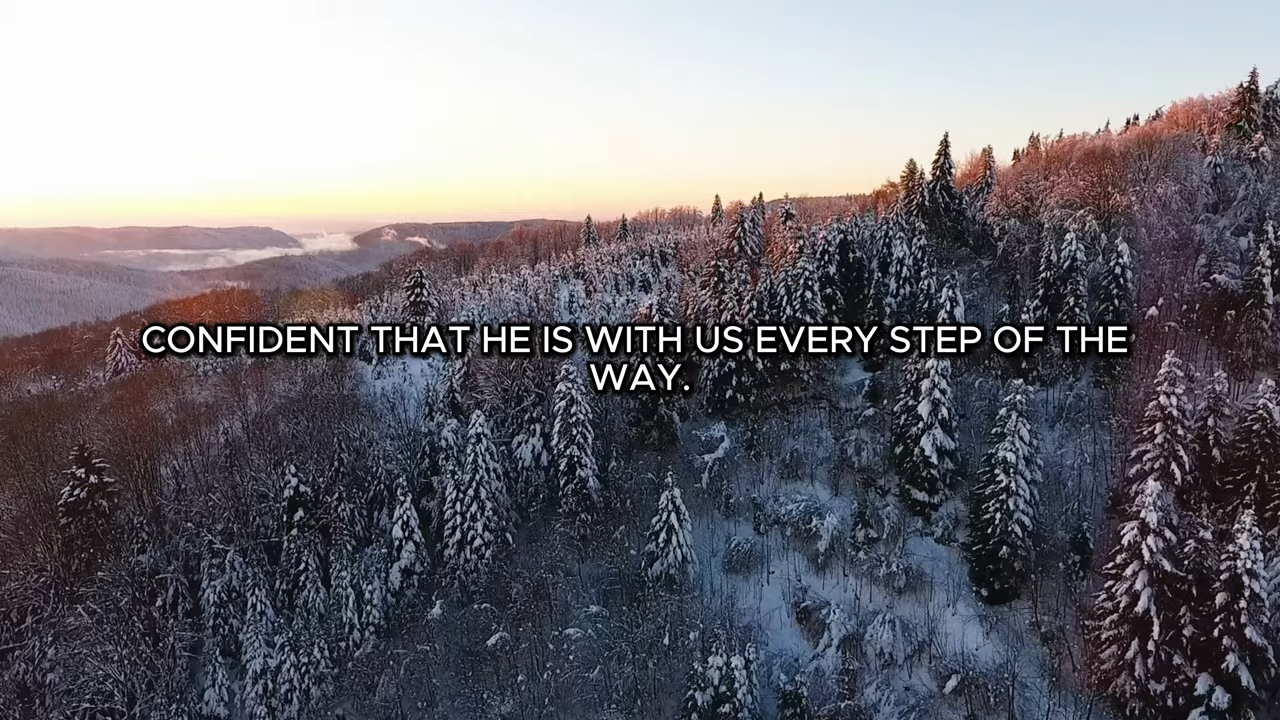 CONFIDENT THAT HE IS WITH US EVERY STEP OF THE
WAY.